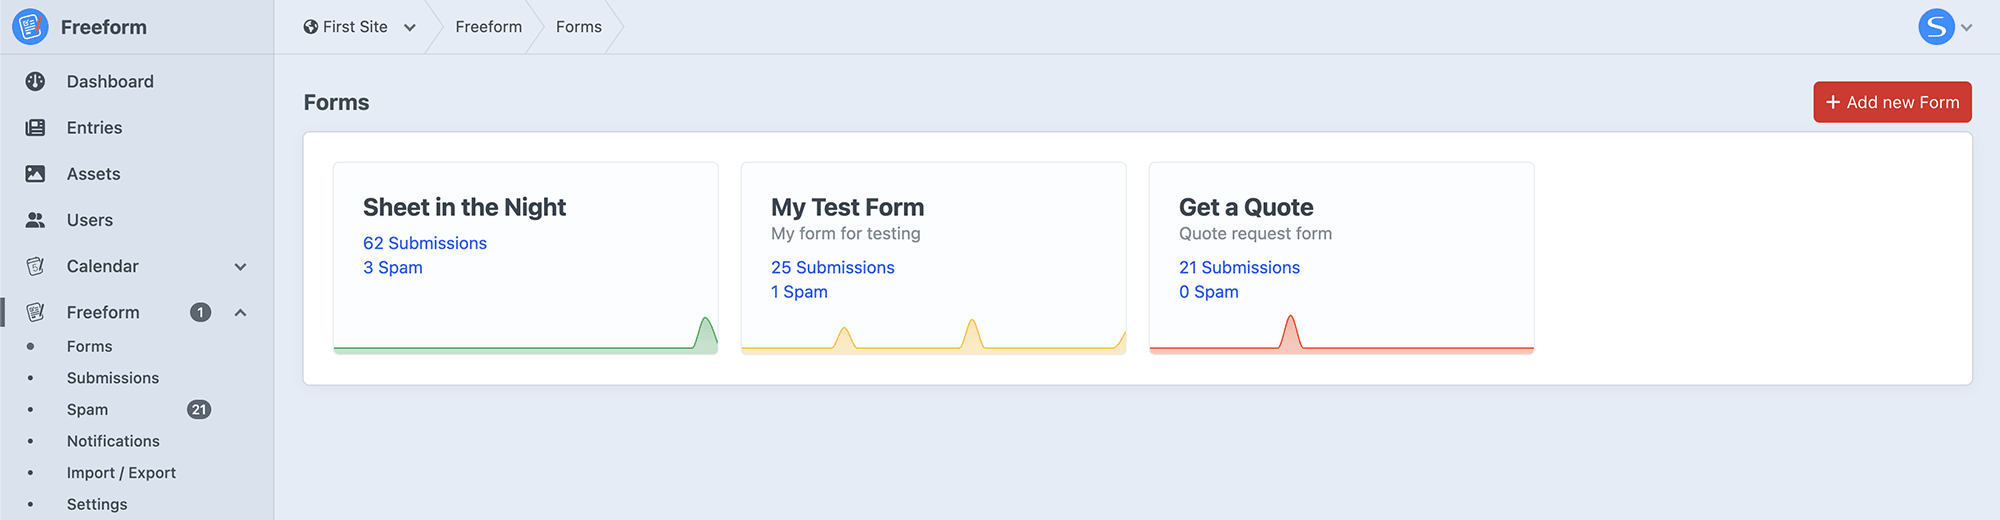 Freeform
First Site
Freeform
Forms
S
Dashboard
Entries
Assets
Users
Calendar
Freeform 1
Forms
Submissions
Spam 21
Notifications
Import / Export
Settings
Forms
+ Add new Form
Sheet in the Night
62 Submissions
3 Spam
My Test Form
My form for testing
25 Submissions
1 Spam
Get a Quote
Quote request form
21 Submissions
0 Spam